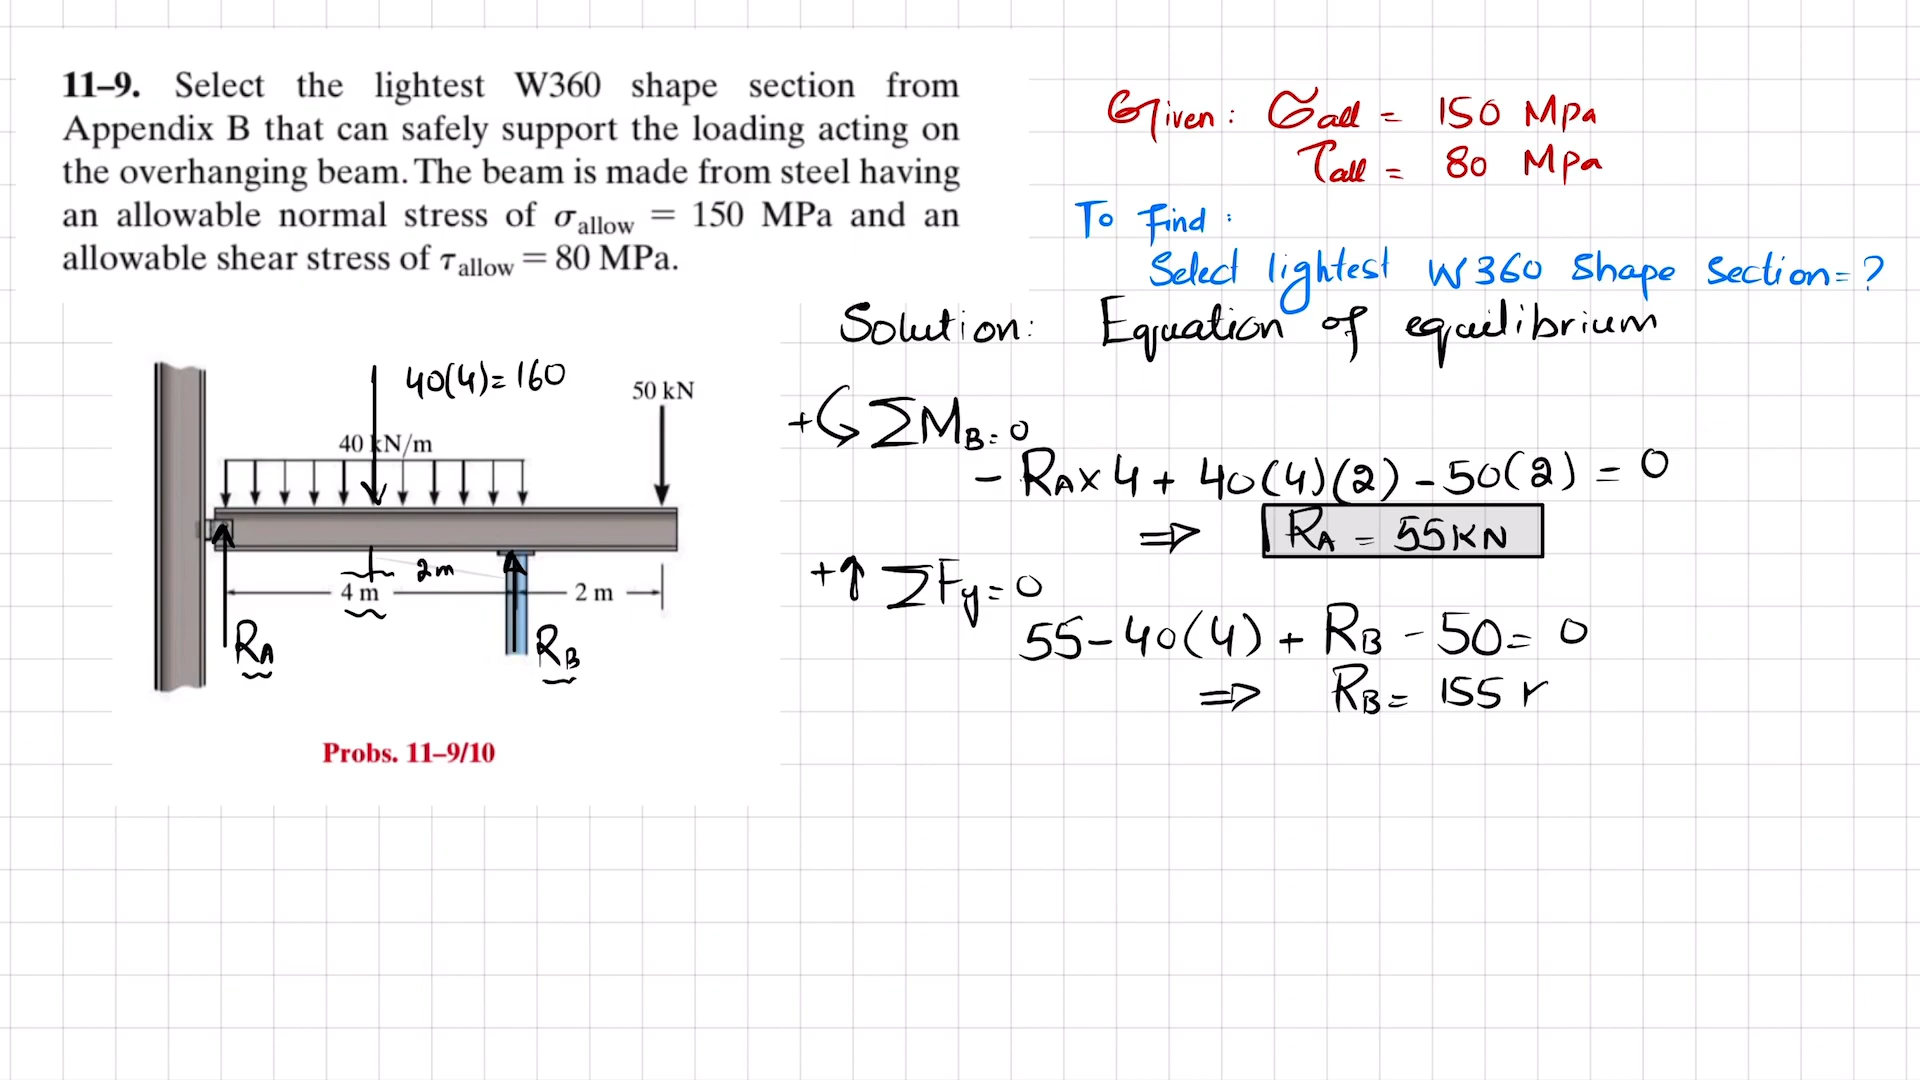 11–9. Select the lightest W360 shape section from
Appendix B that can safely support the loading acting on
the overhanging beam. The beam is made from steel having
an allowable normal stress of σallow = 150 MPa and an
allowable shear stress of τallow = 80 MPa.
Given: σall = 150 MPa
τall = 80 MPa
To Find:
Select lightest W360 shape section=?
Solution: Equation of equilibrium
40(4)=160
50 kN
40 kN/m
2m
4 m
2 m
RA
RB
Probs. 11–9/10
+ ΣMB=0
- RA×4 + 40(4)(2) - 50(2) = 0
⇒ RA = 55KN
+↑ ΣFy=0
55-40(4) + RB - 50= 0
⇒ RB= 155